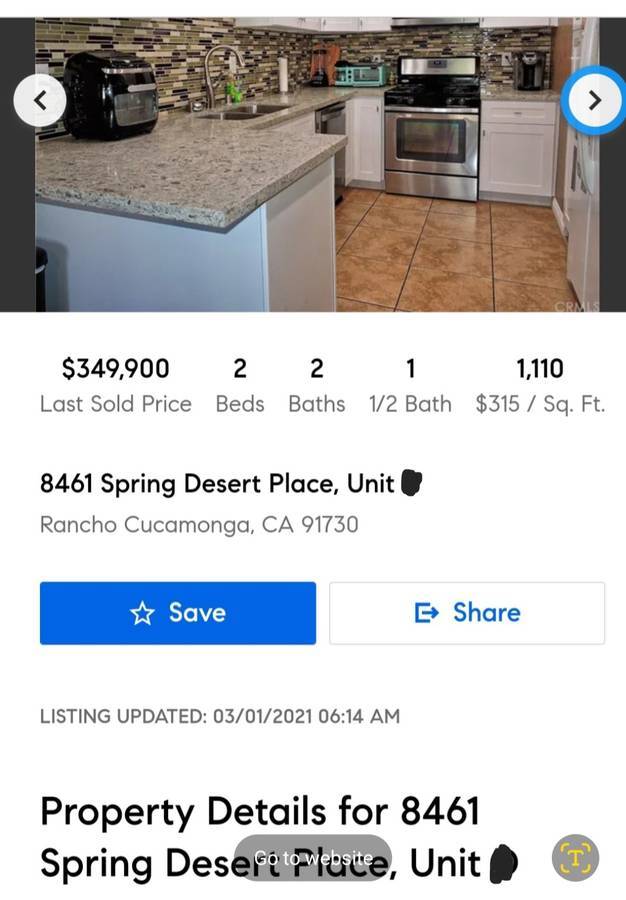 CRMLS
$349,900 2 2 1 1,110
Last Sold Price Beds Baths 1/2 Bath $315 / Sq. Ft.
8461 Spring Desert Place, Unit
Rancho Cucamonga, CA 91730
Save Share
LISTING UPDATED: 03/01/2021 06:14 AM
Property Details for 8461
Spring Desert Place, Unit
Go to website
T